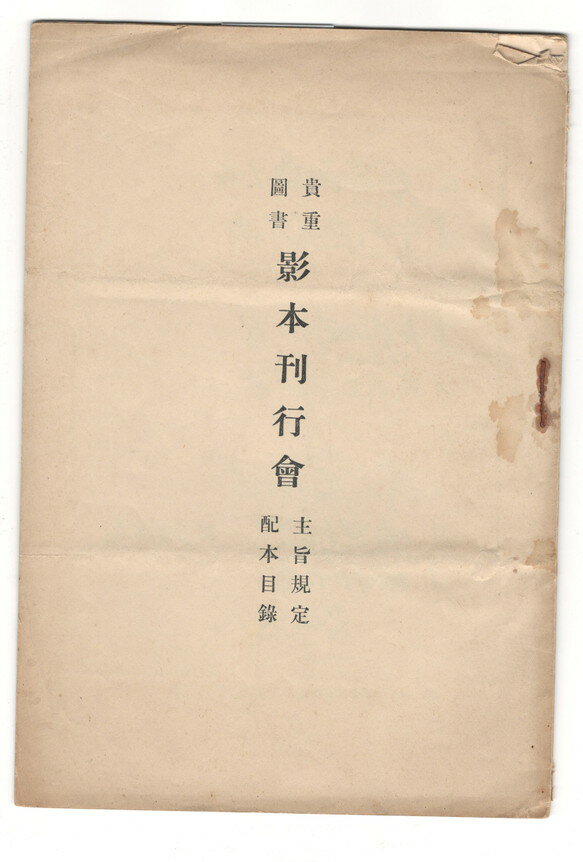 貴重
圖書
影本刊行會
主旨規定
配本目錄